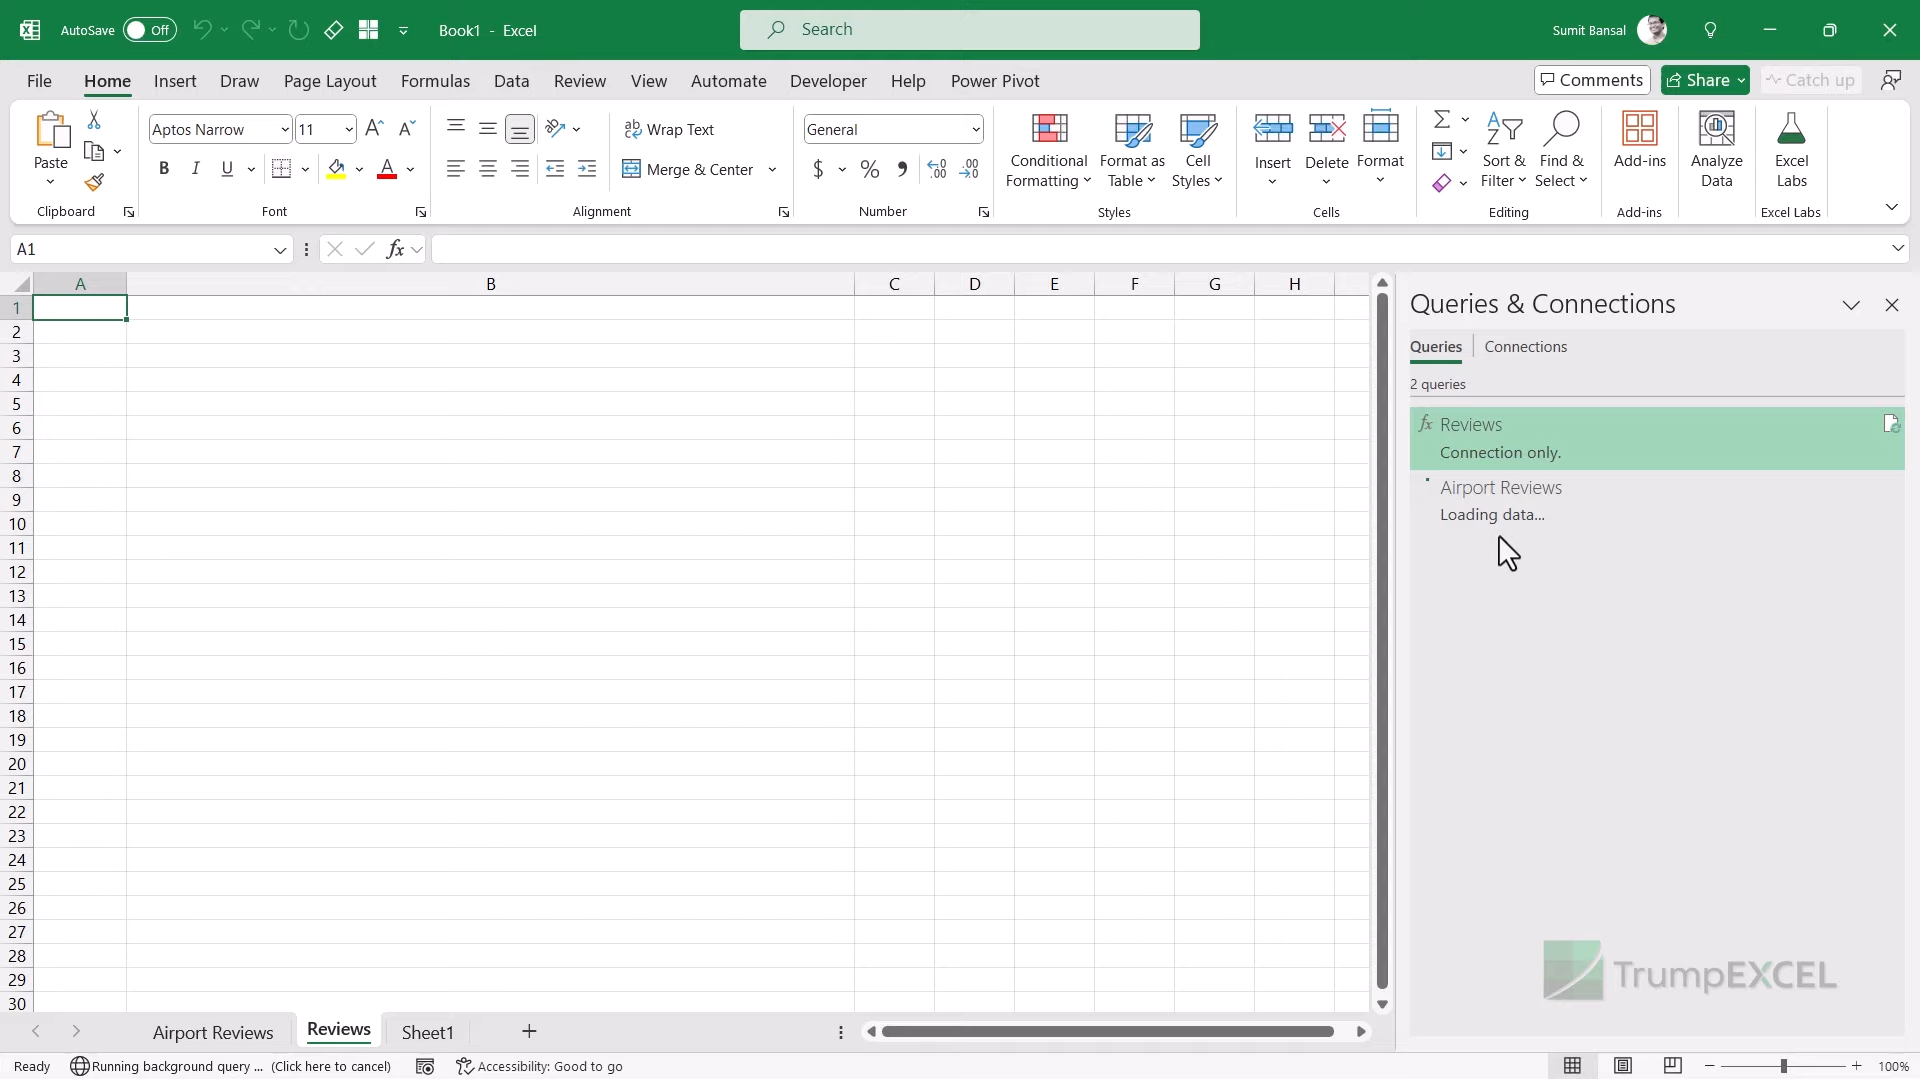 AutoSave Off Book1 - Excel Search Sumit Bansal
File Home Insert Draw Page Layout Formulas Data Review View Automate Developer Help Power Pivot Comments Share Catch up
Paste
Clipboard
Aptos Narrow 11
B I U A
Font
Wrap Text
Merge & Center
Alignment
General
$ % , .00
Number
Conditional Formatting
Format as Table
Cell Styles
Styles
Insert Delete Format
Cells
Sort & Filter
Find & Select
Editing
Add-ins
Add-ins
Analyze Data
Excel Labs
Excel Labs
A1 fx
A B C D E F G H
1
2
3
4
5
6
7
8
9
10
11
12
13
14
15
16
17
18
19
20
21
22
23
24
25
26
27
28
29
30
Queries & Connections
Queries Connections
2 queries
fx Reviews
Connection only.
Airport Reviews
Loading data...
TrumpEXCEL
Airport Reviews Reviews Sheet1
Ready Running background query ... (Click here to cancel) Accessibility: Good to go 100%